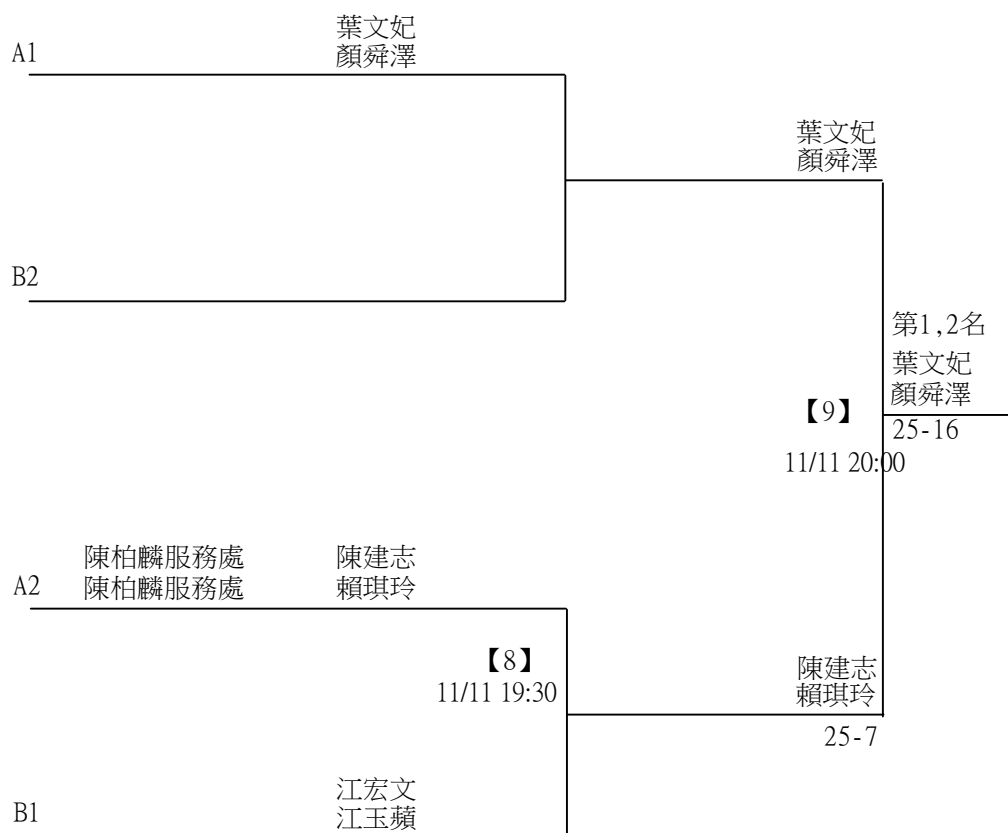 葉文妃
A1 顏舜澤
葉文妃
顏舜澤
B2
第1,2名
葉文妃
顏舜澤
【9】
25-16
11/11 20:00
陳柏麟服務處 陳建志
A2 陳柏麟服務處 賴琪玲
【8】
11/11 19:30
陳建志
賴琪玲
25-7
江宏文
B1 江玉蘋